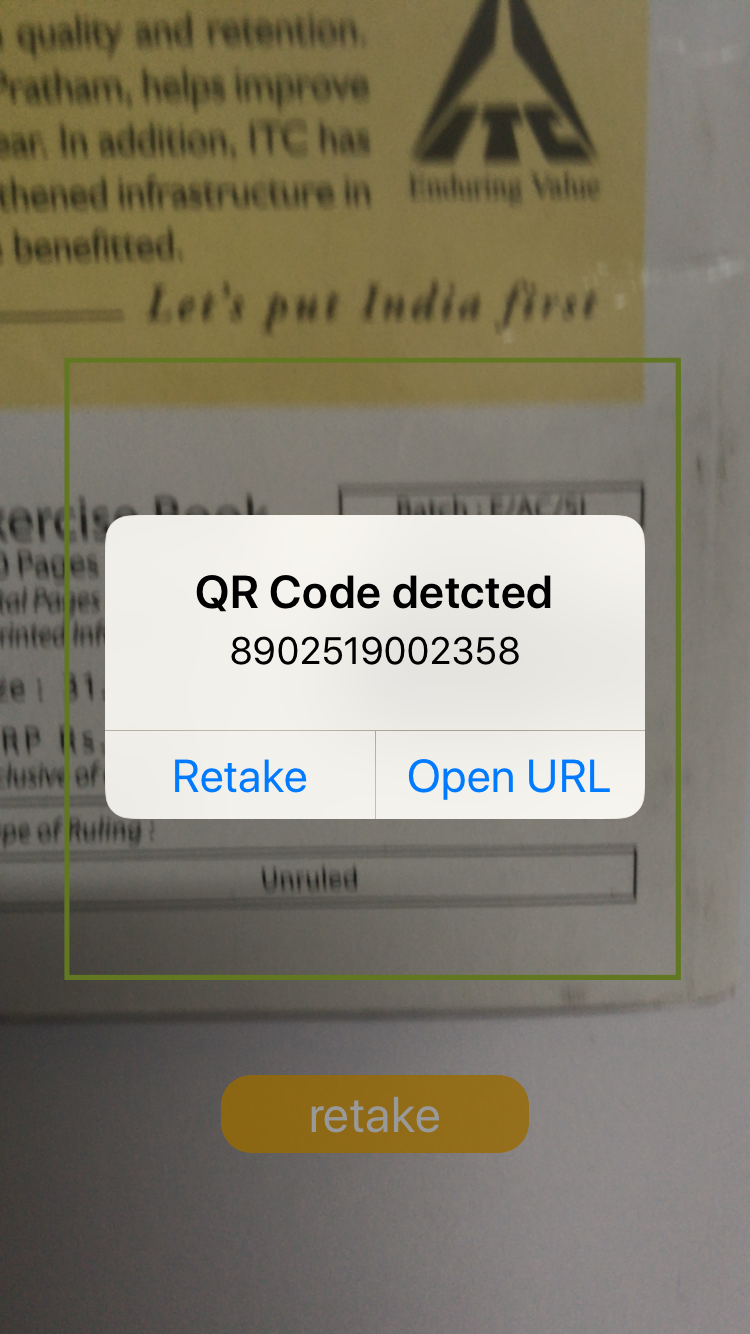 quality and retention.
Pratham, helps improve
ear. In addition, ITC has
thened infrastructure in
benefitted.
ITC
Enduring Value
Let's put India first
xercise Book
Batch : E/AC/SI
0 Pages
tal Pages
rinted Inf
QR Code detcted
8902519002358
ze : 31.
RP Rs.
clusive of
Retake
Open URL
pe of Ruling :
Unruled
retake